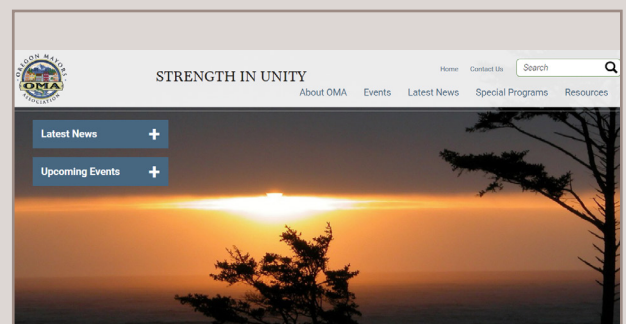 OREGON MAYORS
OMA
ASSOCIATION
STRENGTH IN UNITY
Home Contact Us Search
About OMA Events Latest News Special Programs Resources
Latest News +
Upcoming Events +